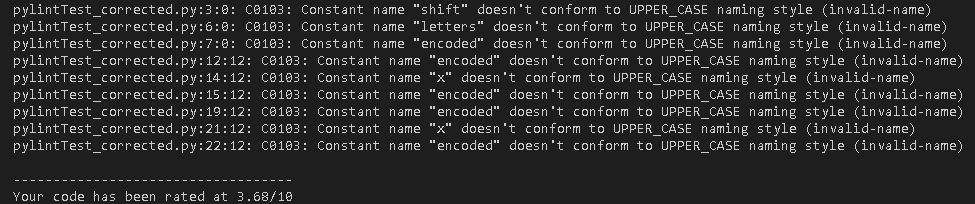 pylintTest_corrected.py:3:0: C0103: Constant name "shift" doesn't conform to UPPER_CASE naming style (invalid-name)
pylintTest_corrected.py:6:0: C0103: Constant name "letters" doesn't conform to UPPER_CASE naming style (invalid-name)
pylintTest_corrected.py:7:0: C0103: Constant name "encoded" doesn't conform to UPPER_CASE naming style (invalid-name)
pylintTest_corrected.py:12:12: C0103: Constant name "encoded" doesn't conform to UPPER_CASE naming style (invalid-name)
pylintTest_corrected.py:14:12: C0103: Constant name "x" doesn't conform to UPPER_CASE naming style (invalid-name)
pylintTest_corrected.py:15:12: C0103: Constant name "encoded" doesn't conform to UPPER_CASE naming style (invalid-name)
pylintTest_corrected.py:19:12: C0103: Constant name "encoded" doesn't conform to UPPER_CASE naming style (invalid-name)
pylintTest_corrected.py:21:12: C0103: Constant name "x" doesn't conform to UPPER_CASE naming style (invalid-name)
pylintTest_corrected.py:22:12: C0103: Constant name "encoded" doesn't conform to UPPER_CASE naming style (invalid-name)
-----------------------------------
Your code has been rated at 3.68/10